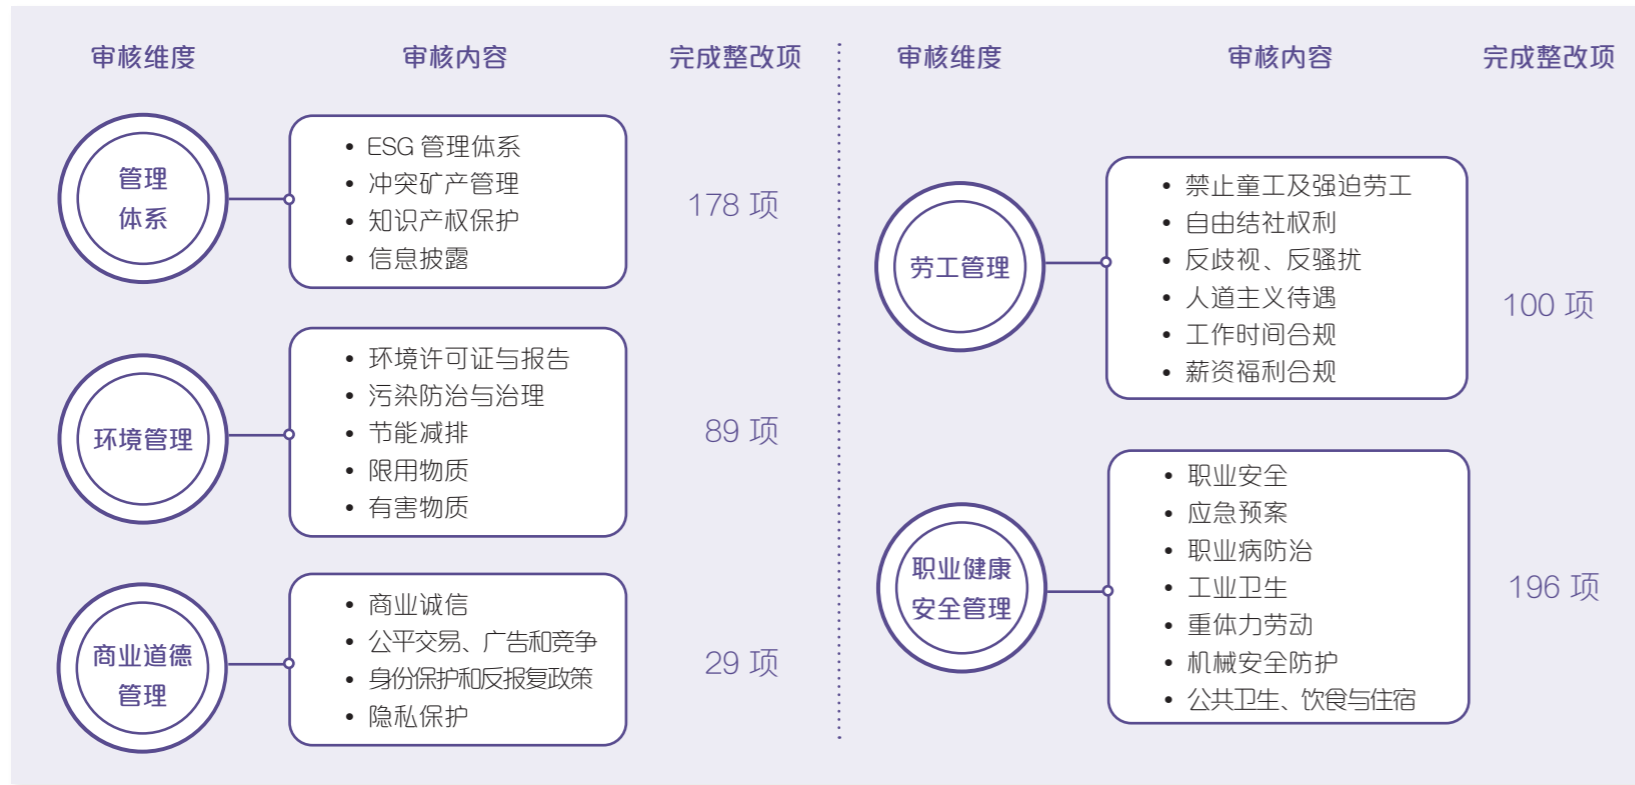 审核维度 审核内容 完成整改项
管理
体系
• ESG 管理体系
• 冲突矿产管理
• 知识产权保护
• 信息披露
178 项
环境管理
• 环境许可证与报告
• 污染防治与治理
• 节能减排
• 限用物质
• 有害物质
89 项
商业道德
管理
• 商业诚信
• 公平交易、广告和竞争
• 身份保护和反报复政策
• 隐私保护
29 项
审核维度 审核内容 完成整改项
劳工管理
• 禁止童工及强迫劳工
• 自由结社权利
• 反歧视、反骚扰
• 人道主义待遇
• 工作时间合规
• 薪资福利合规
100 项
职业健康
安全管理
• 职业安全
• 应急预案
• 职业病防治
• 工业卫生
• 重体力劳动
• 机械安全防护
• 公共卫生、饮食与住宿
196 项